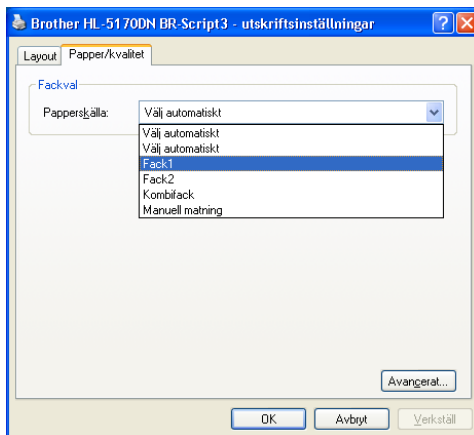 Brother HL-5170DN BR-Script3 - utskriftsinställningar
Layout Papper/kvalitet
Fackval
Papperskälla: Välj automatiskt
Välj automatiskt
Välj automatiskt
Fack1
Fack2
Kombifack
Manuell matning
Avancerat...
OK Avbryt Verkställ